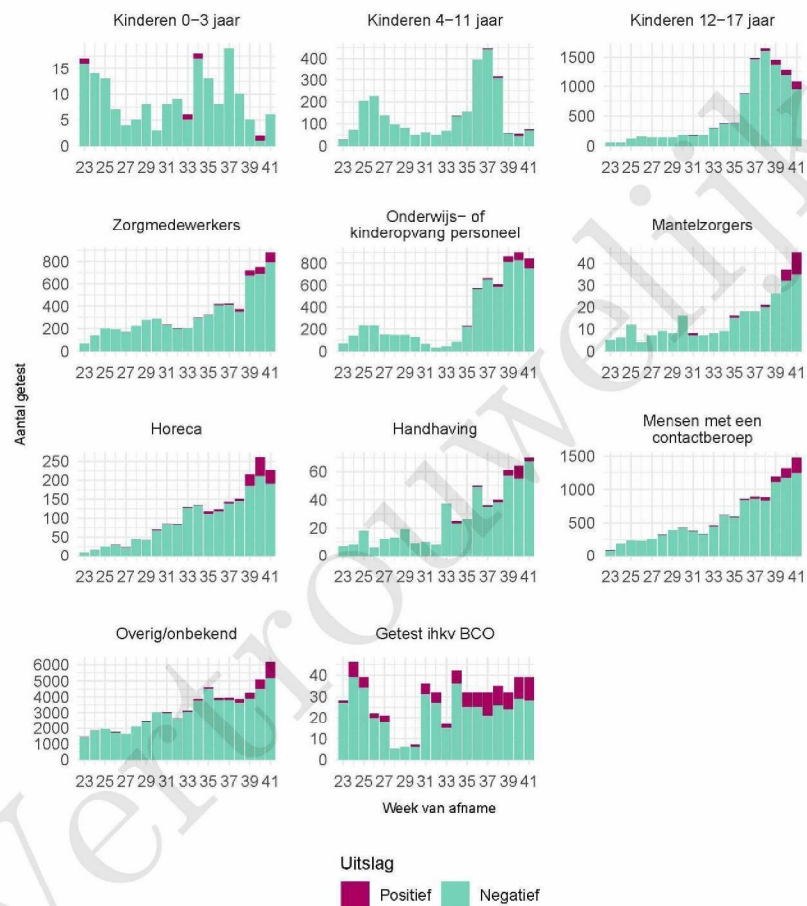 Kinderen 0−3 jaar
Kinderen 4−11 jaar
Kinderen 12−17 jaar
15
10
5
0
23 25 27 29 31 33 35 37 39 41
400
300
200
100
0
23 25 27 29 31 33 35 37 39 41
1500
1000
500
0
23 25 27 29 31 33 35 37 39 41
Zorgmedewerkers
Onderwijs− of
kinderopvang personeel
Mantelzorgers
800
600
400
200
0
23 25 27 29 31 33 35 37 39 41
800
600
400
200
0
23 25 27 29 31 33 35 37 39 41
40
30
20
10
0
23 25 27 29 31 33 35 37 39 41
Aantal getest
Horeca
Handhaving
Mensen met een
contactberoep
250
200
150
100
50
0
23 25 27 29 31 33 35 37 39 41
60
40
20
0
23 25 27 29 31 33 35 37 39 41
1500
1000
500
0
23 25 27 29 31 33 35 37 39 41
Overig/onbekend
Getest ihkv BCO
6000
5000
4000
3000
2000
1000
0
23 25 27 29 31 33 35 37 39 41
40
30
20
10
0
23 25 27 29 31 33 35 37 39 41
Week van afname
Uitslag
Positief
Negatief
Vertrouwelijk